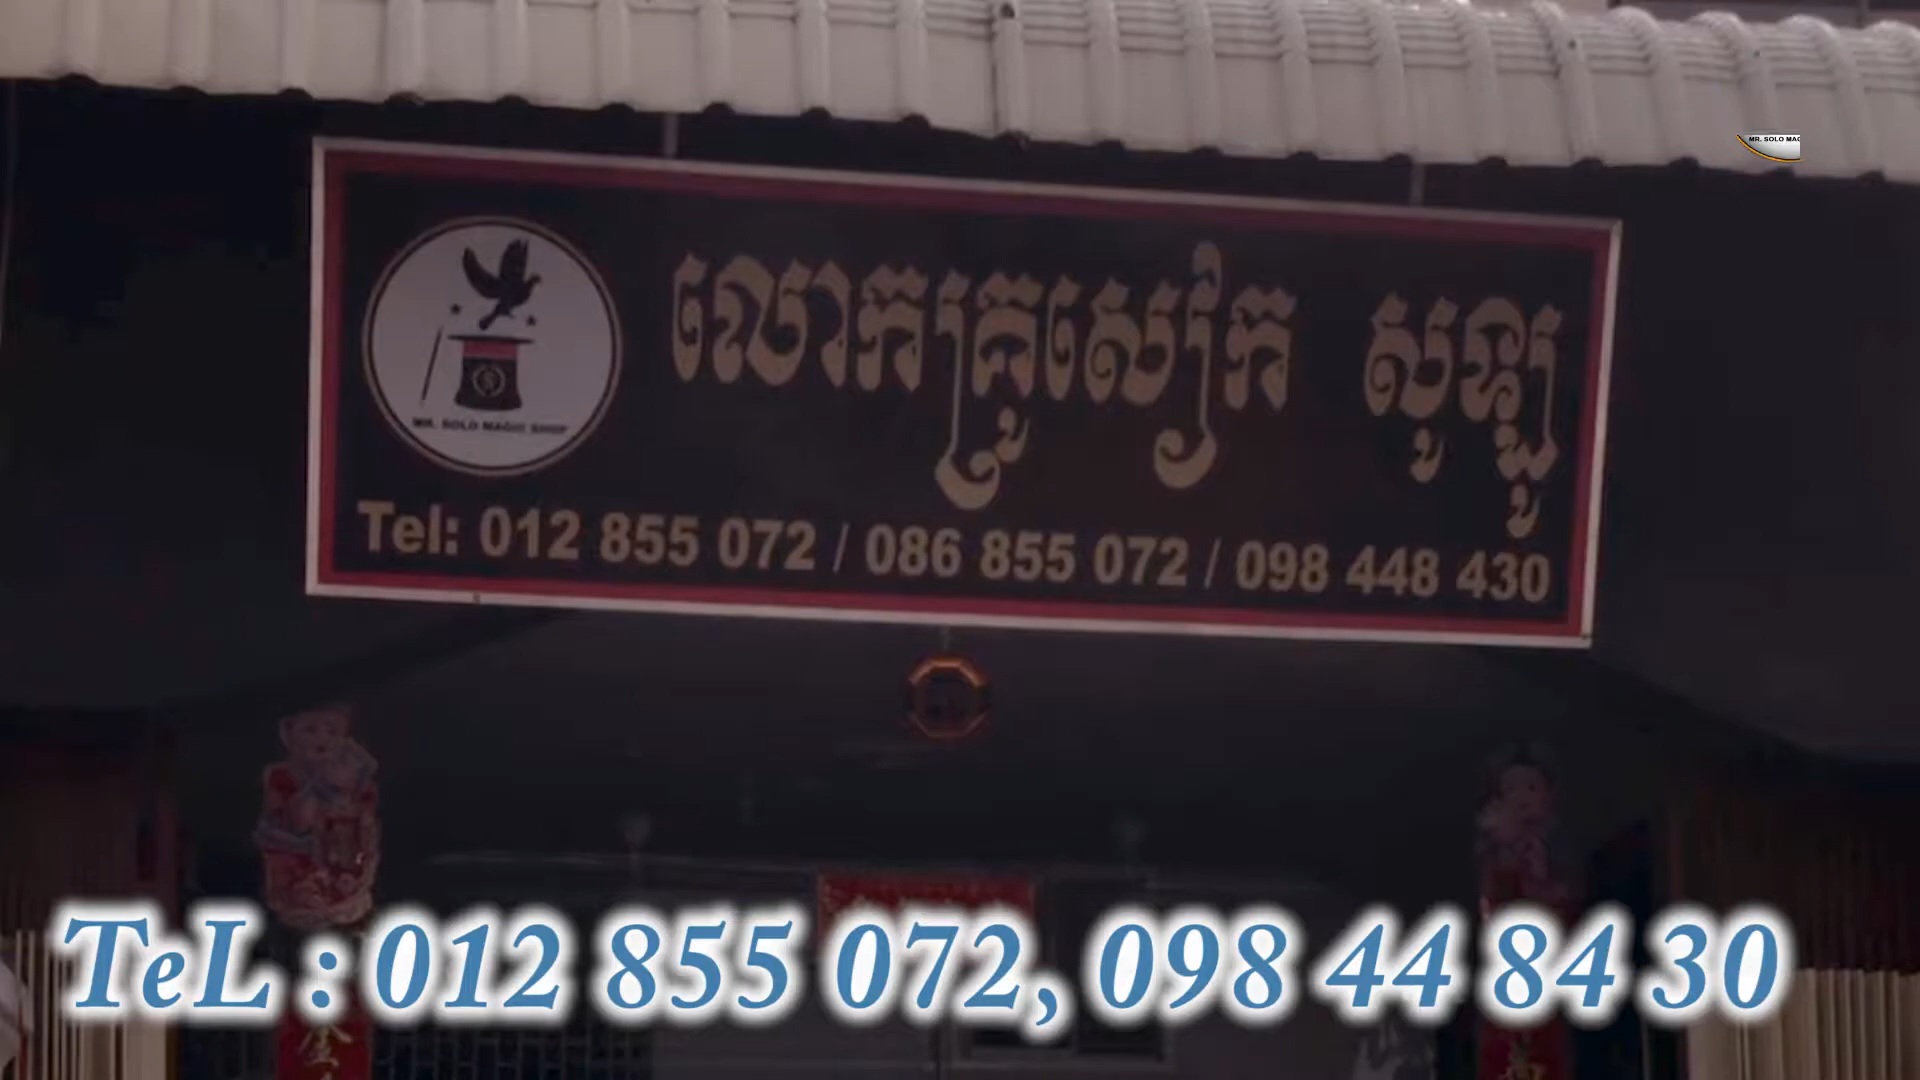 MR. SOLO MAG
លោកគ្រូសៀក សូឡូ
MR. SOLO MAGIC SHOP
Tel: 012 855 072 / 086 855 072 / 098 448 430
TeL : 012 855 072, 098 44 84 30